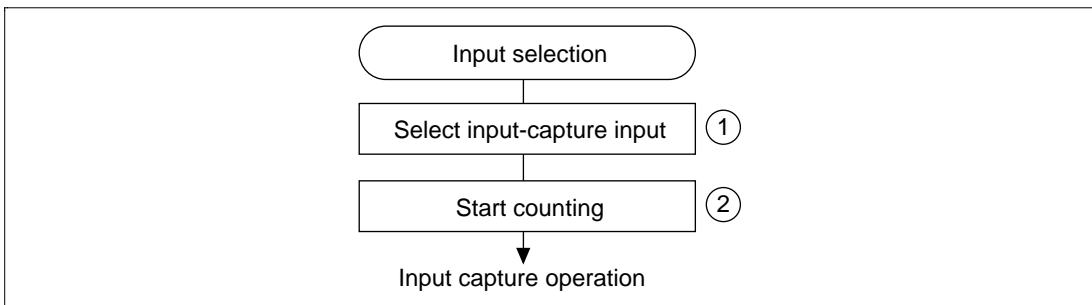 Input selection
Select input-capture input
1
Start counting
2
Input capture operation